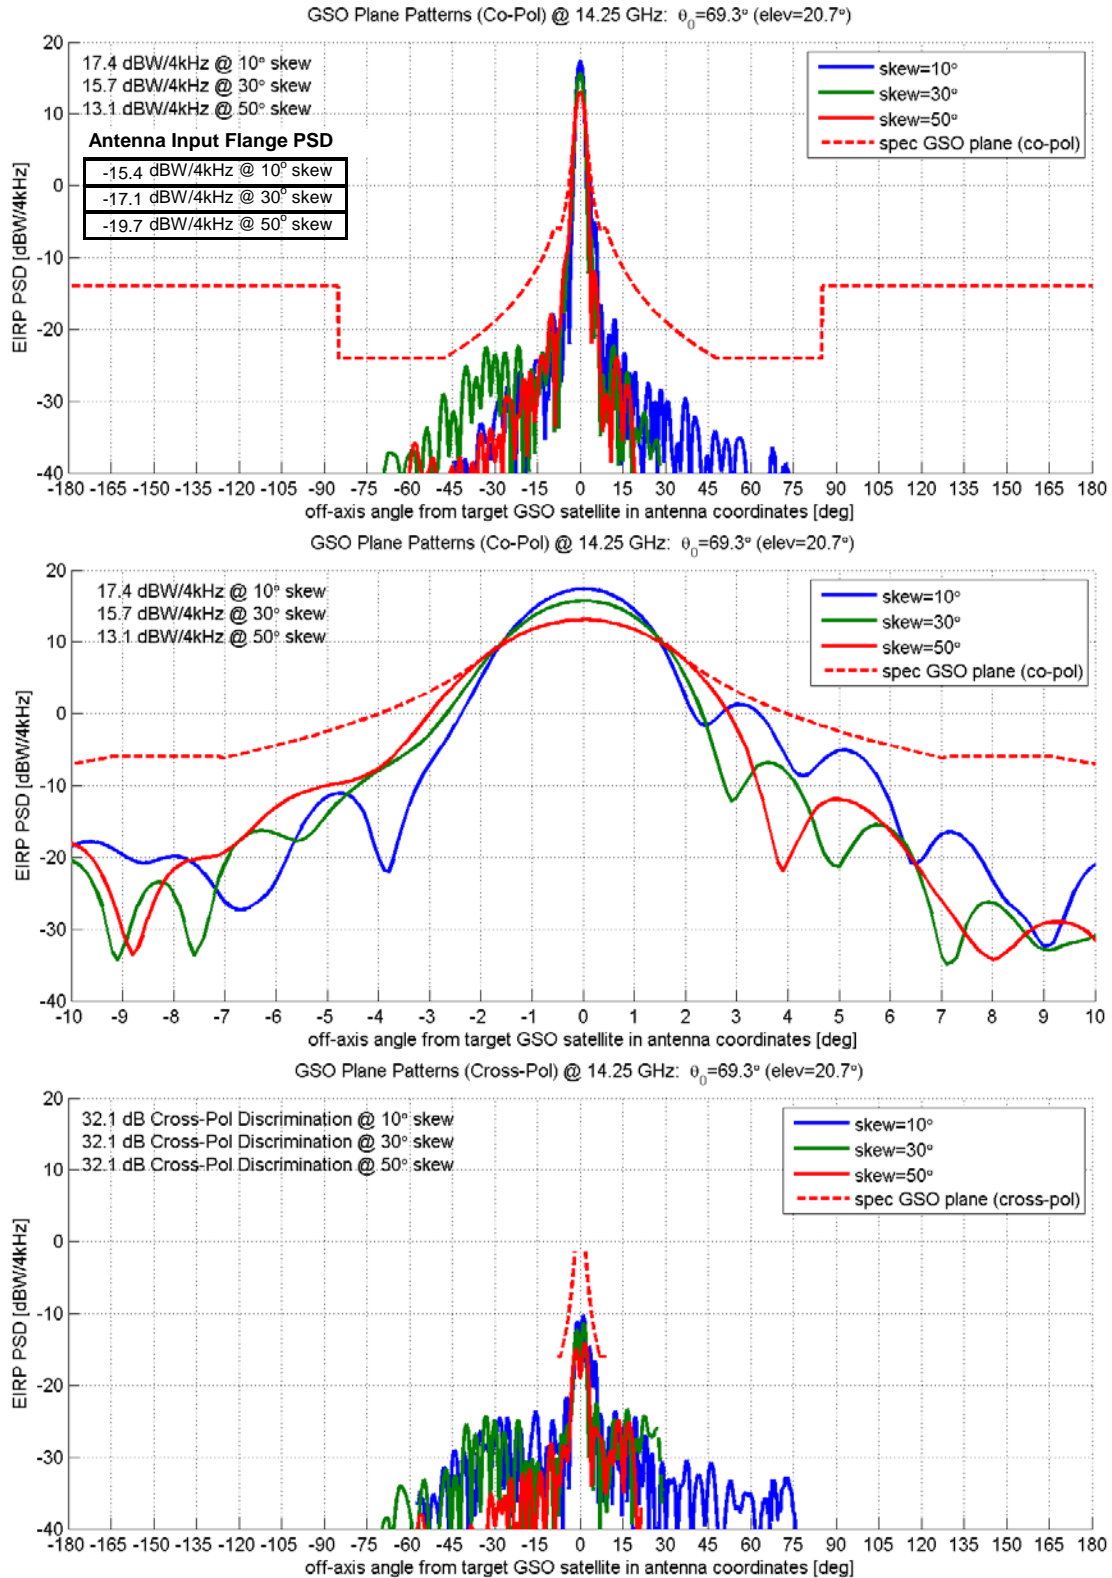 GSO Plane Patterns (Co-Pol) @ 14.25 GHz: θ₀=69.3° (elev=20.7°)
17.4 dBW/4kHz @ 10° skew
15.7 dBW/4kHz @ 30° skew
13.1 dBW/4kHz @ 50° skew
Antenna Input Flange PSD
-15.4 dBW/4kHz @ 10° skew
-17.1 dBW/4kHz @ 30° skew
-19.7 dBW/4kHz @ 50° skew
skew=10°
skew=30°
skew=50°
spec GSO plane (co-pol)
EIRP PSD [dBW/4kHz]
20
10
0
-10
-20
-30
-40
-180 -165 -150 -135 -120 -105 -90 -75 -60 -45 -30 -15 0 15 30 45 60 75 90 105 120 135 150 165 180
off-axis angle from target GSO satellite in antenna coordinates [deg]
GSO Plane Patterns (Co-Pol) @ 14.25 GHz: θ₀=69.3° (elev=20.7°)
17.4 dBW/4kHz @ 10° skew
15.7 dBW/4kHz @ 30° skew
13.1 dBW/4kHz @ 50° skew
skew=10°
skew=30°
skew=50°
spec GSO plane (co-pol)
EIRP PSD [dBW/4kHz]
20
10
0
-10
-20
-30
-40
-10 -9 -8 -7 -6 -5 -4 -3 -2 -1 0 1 2 3 4 5 6 7 8 9 10
off-axis angle from target GSO satellite in antenna coordinates [deg]
GSO Plane Patterns (Cross-Pol) @ 14.25 GHz: θ₀=69.3° (elev=20.7°)
32.1 dB Cross-Pol Discrimination @ 10° skew
32.1 dB Cross-Pol Discrimination @ 30° skew
32.1 dB Cross-Pol Discrimination @ 50° skew
skew=10°
skew=30°
skew=50°
spec GSO plane (cross-pol)
EIRP PSD [dBW/4kHz]
20
10
0
-10
-20
-30
-40
-180 -165 -150 -135 -120 -105 -90 -75 -60 -45 -30 -15 0 15 30 45 60 75 90 105 120 135 150 165 180
off-axis angle from target GSO satellite in antenna coordinates [deg]